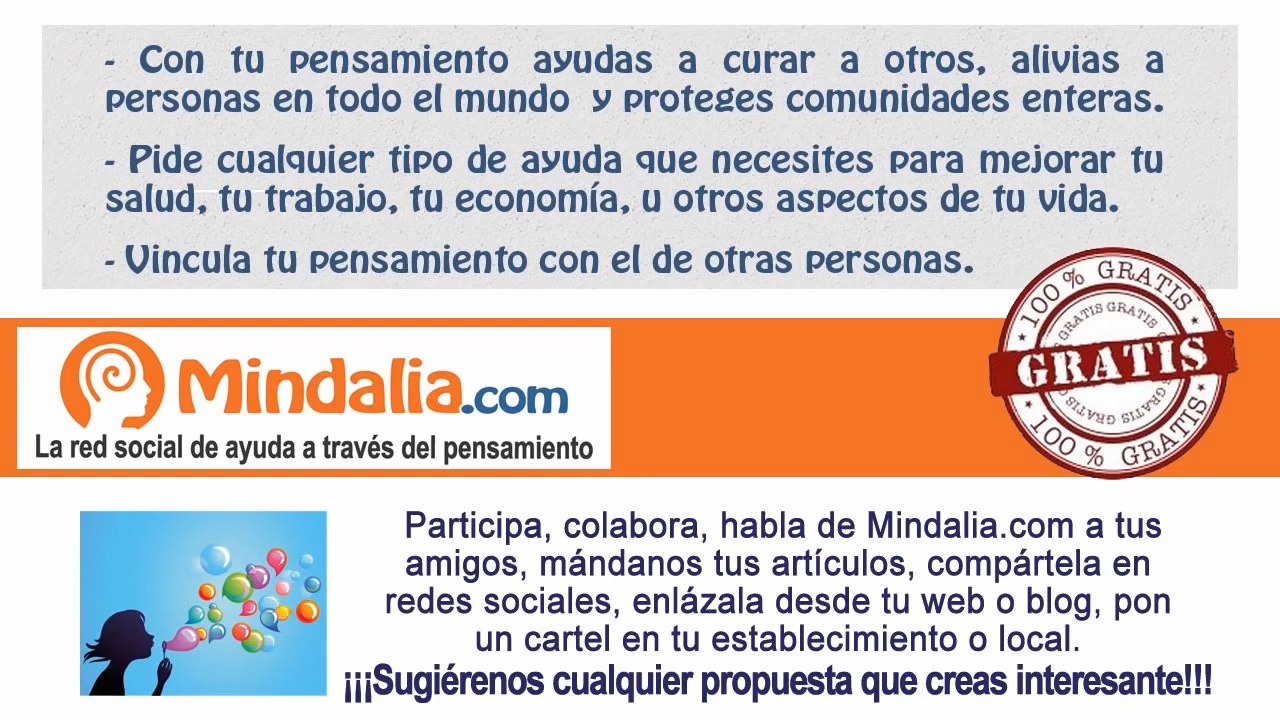 - Con tu pensamiento ayudas a curar a otros, alivias a
personas en todo el mundo y proteges comunidades enteras.
- Pide cualquier tipo de ayuda que necesites para mejorar tu
salud, tu trabajo, tu economía, u otros aspectos de tu vida.
- Vincula tu pensamiento con el de otras personas.
100 % GRATIS
GRATIS GRATIS
GRATIS
GRATIS GRATIS
100 % GRATIS
Mindalia.com
La red social de ayuda a través del pensamiento
Participa, colabora, habla de Mindalia.com a tus
amigos, mándanos tus artículos, compártela en
redes sociales, enlázala desde tu web o blog, pon
un cartel en tu establecimiento o local.
¡¡¡Sugiérenos cualquier propuesta que creas interesante!!!